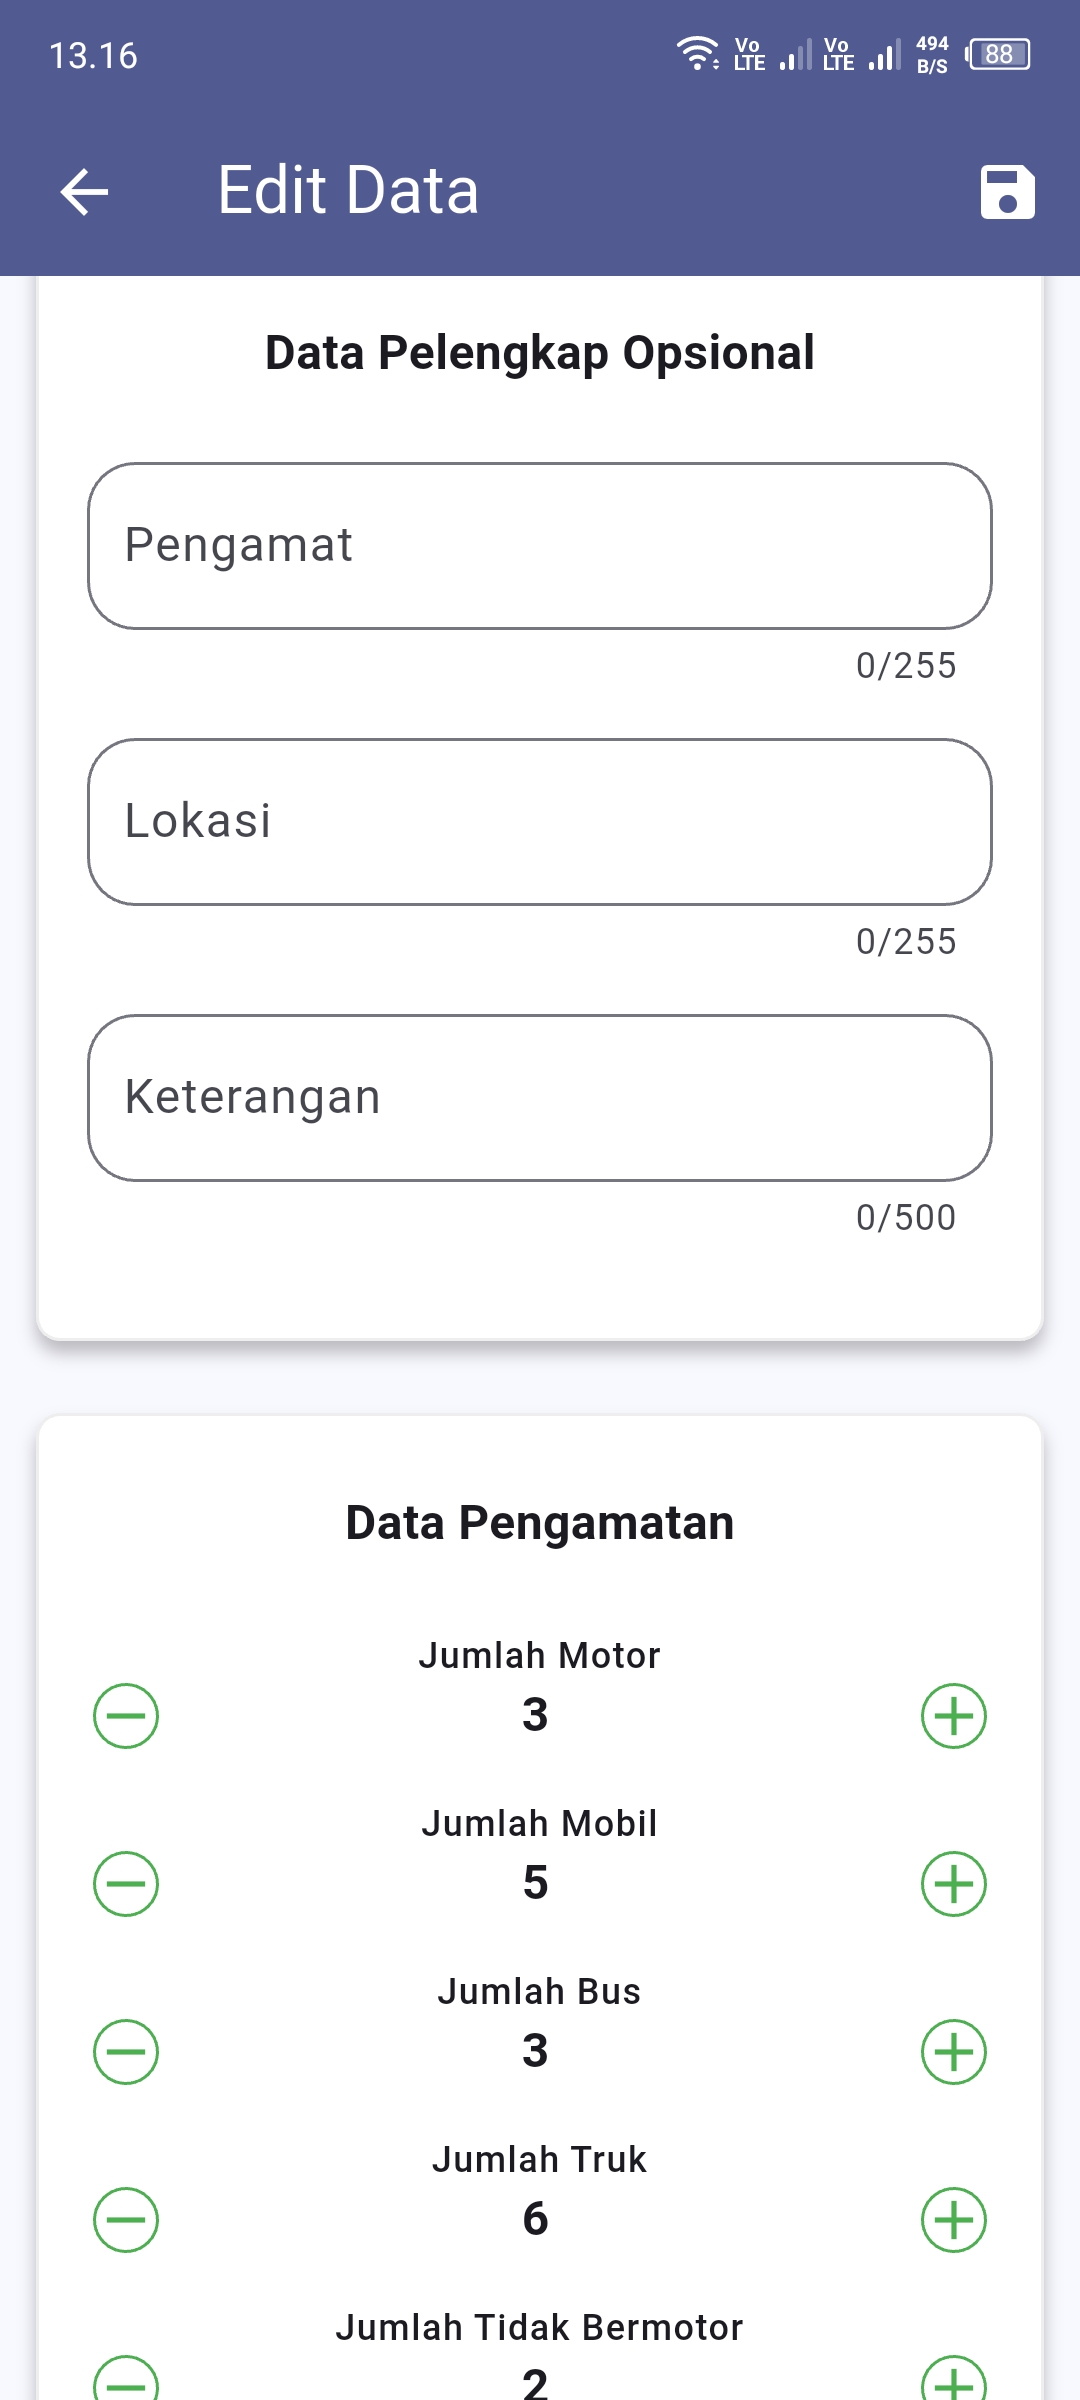 13.16
Vo LTE Vo LTE 494 B/S 88
Edit Data
Data Pelengkap Opsional
Pengamat
0/255
Lokasi
0/255
Keterangan
0/500
Data Pengamatan
Jumlah Motor
3
Jumlah Mobil
5
Jumlah Bus
3
Jumlah Truk
6
Jumlah Tidak Bermotor
2